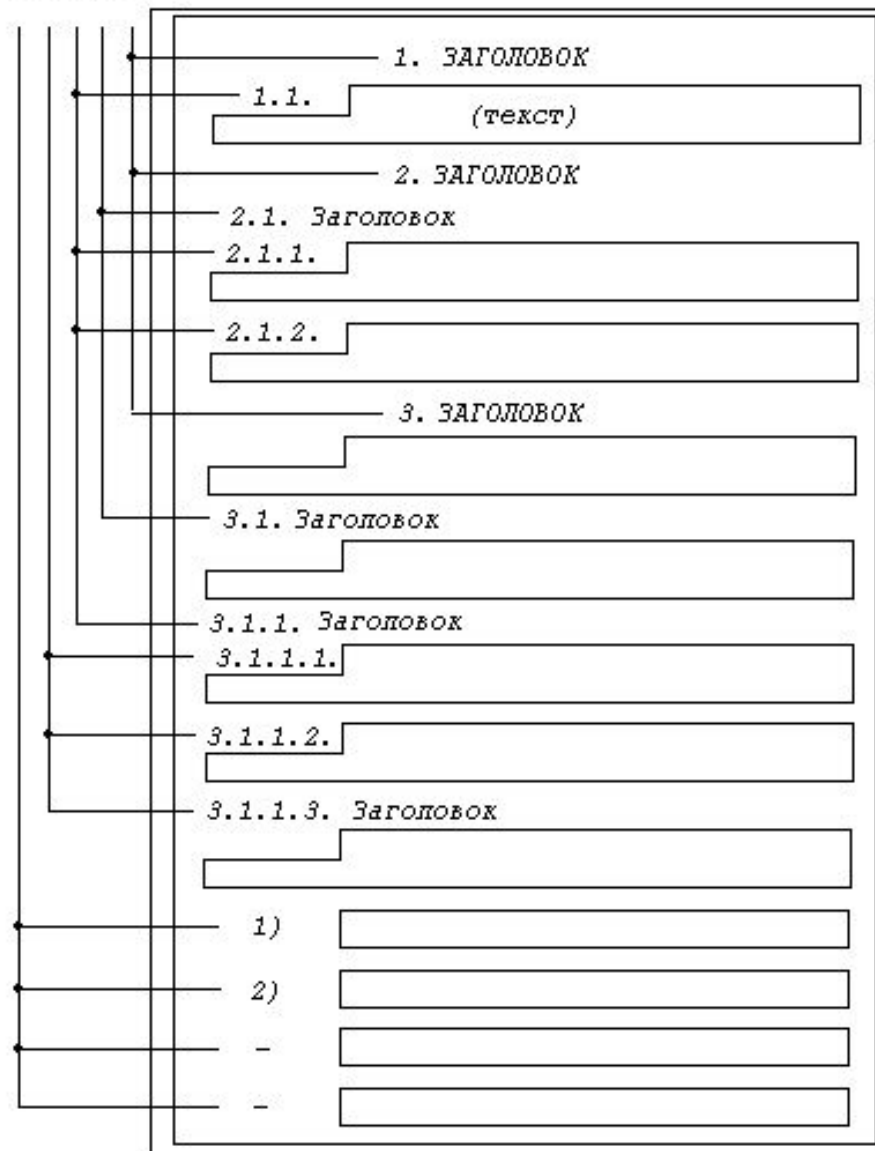 1. ЗАГОЛОВОК
1.1.
(текст)
2. ЗАГОЛОВОК
2.1. Заголовок
2.1.1.
2.1.2.
3. ЗАГОЛОВОК
3.1. Заголовок
3.1.1. Заголовок
3.1.1.1.
3.1.1.2.
3.1.1.3. Заголовок
1)
2)
-
-